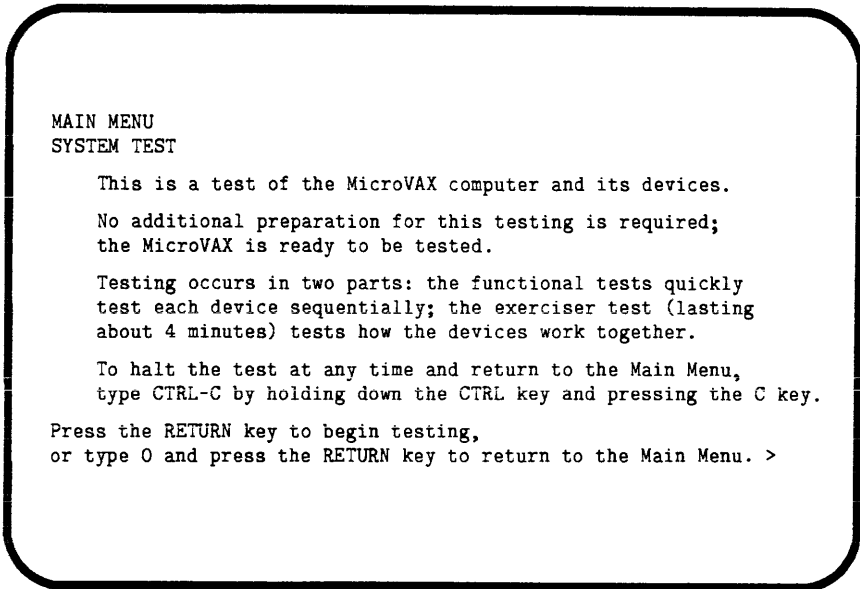 MAIN MENU
SYSTEM TEST
This is a test of the MicroVAX computer and its devices.
No additional preparation for this testing is required;
the MicroVAX is ready to be tested.
Testing occurs in two parts: the functional tests quickly
test each device sequentially; the exerciser test (lasting
about 4 minutes) tests how the devices work together.
To halt the test at any time and return to the Main Menu,
type CTRL-C by holding down the CTRL key and pressing the C key.
Press the RETURN key to begin testing,
or type 0 and press the RETURN key to return to the Main Menu. >